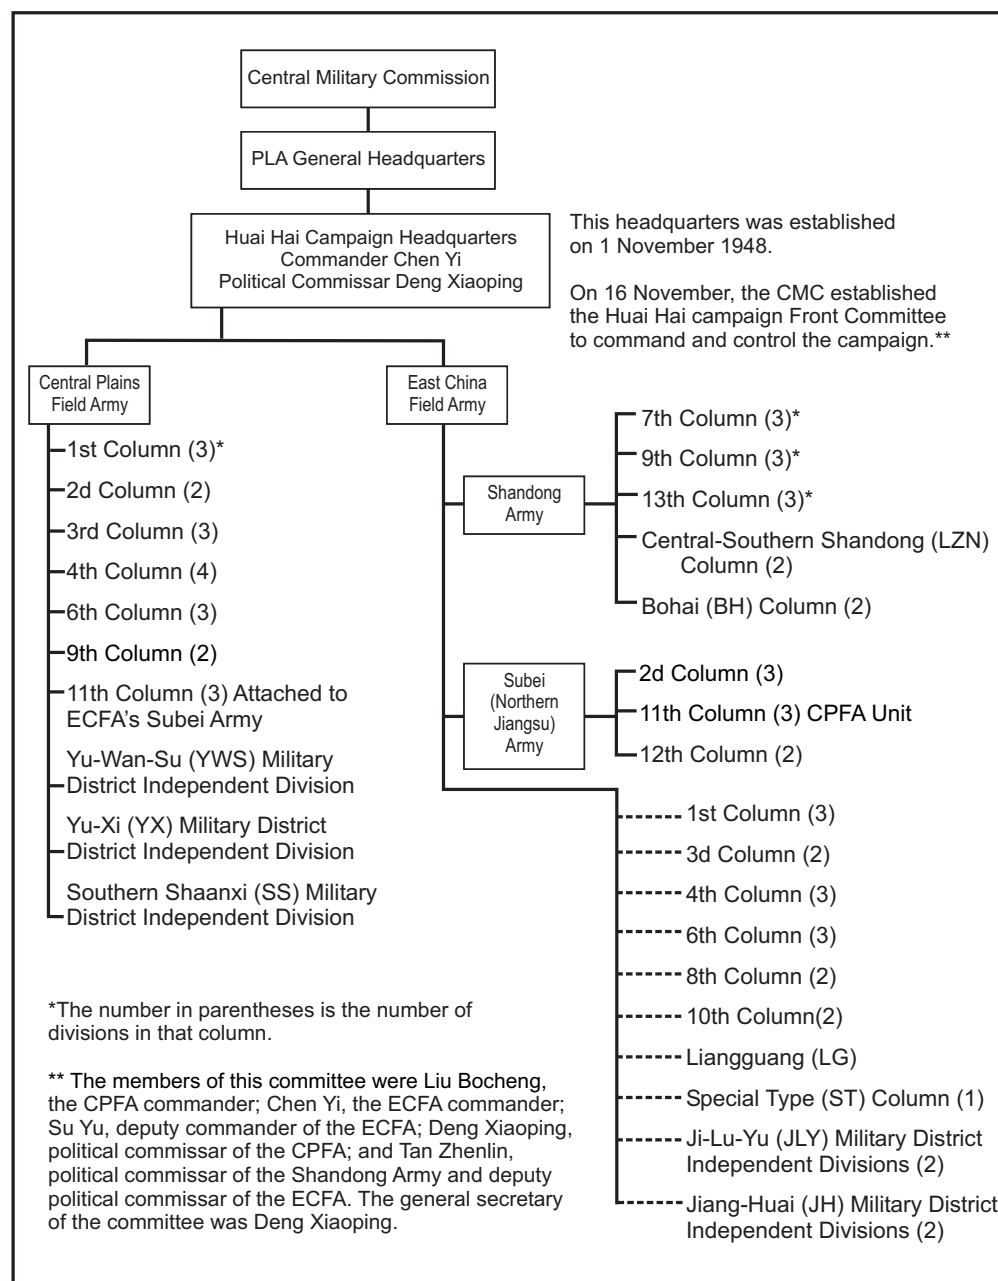 Central Military Commission
PLA General Headquarters
Huai Hai Campaign Headquarters
Commander Chen Yi
Political Commissar Deng Xiaoping
This headquarters was established
on 1 November 1948.
On 16 November, the CMC established
the Huai Hai campaign Front Committee
to command and control the campaign.**
Central Plains
Field Army
1st Column (3)*
2d Column (2)
3rd Column (3)
4th Column (4)
6th Column (3)
9th Column (2)
11th Column (3) Attached to
ECFA's Subei Army
Yu-Wan-Su (YWS) Military
District Independent Division
Yu-Xi (YX) Military District
District Independent Division
Southern Shaanxi (SS) Military
District Independent Division
East China
Field Army
Shandong
Army
7th Column (3)*
9th Column (3)*
13th Column (3)*
Central-Southern Shandong (LZN)
Column (2)
Bohai (BH) Column (2)
Subei
(Northern
Jiangsu)
Army
2d Column (3)
11th Column (3) CPFA Unit
12th Column (2)
1st Column (3)
3d Column (2)
4th Column (3)
6th Column (3)
8th Column (2)
10th Column(2)
Liangguang (LG)
Special Type (ST) Column (1)
Ji-Lu-Yu (JLY) Military District
Independent Divisions (2)
Jiang-Huai (JH) Military District
Independent Divisions (2)
*The number in parentheses is the number of
divisions in that column.
** The members of this committee were Liu Bocheng,
the CPFA commander; Chen Yi, the ECFA commander;
Su Yu, deputy commander of the ECFA; Deng Xiaoping,
political commissar of the CPFA; and Tan Zhenlin,
political commissar of the Shandong Army and deputy
political commissar of the ECFA. The general secretary
of the committee was Deng Xiaoping.